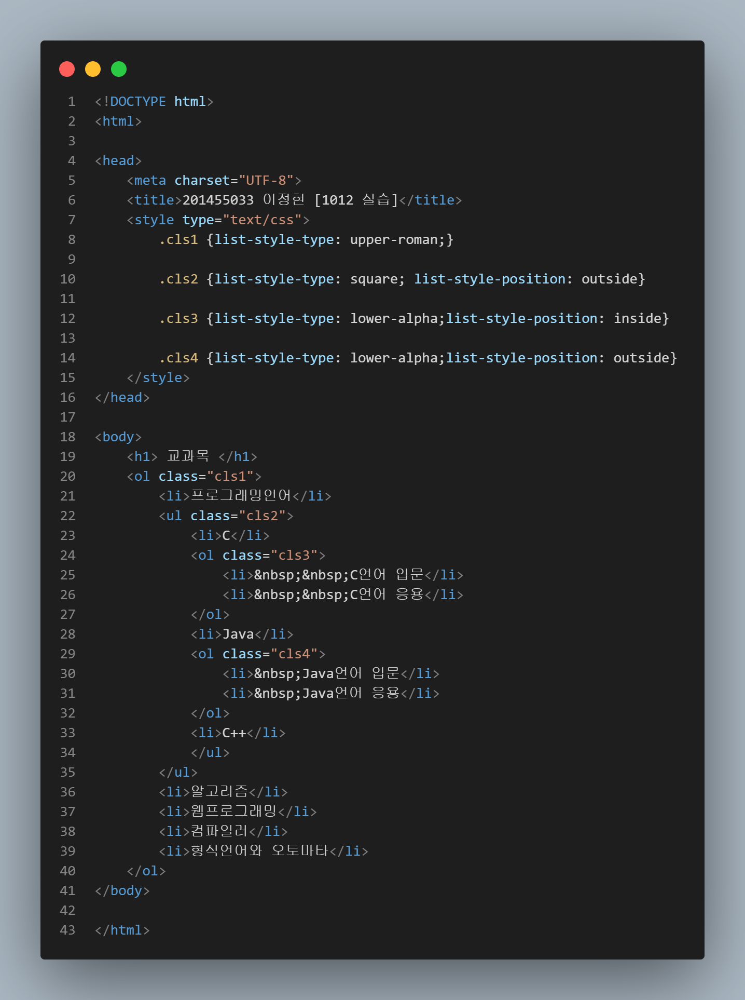 1 <!DOCTYPE html>
2 <html>
3
4 <head>
5     <meta charset="UTF-8">
6     <title>201455033 이정현 [1012 실습]</title>
7     <style type="text/css">
8         .cls1 {list-style-type: upper-roman;}
9
10         .cls2 {list-style-type: square; list-style-position: outside}
11
12         .cls3 {list-style-type: lower-alpha;list-style-position: inside}
13
14         .cls4 {list-style-type: lower-alpha;list-style-position: outside}
15     </style>
16 </head>
17
18 <body>
19     <h1> 교과목 </h1>
20     <ol class="cls1">
21         <li>프로그래밍언어</li>
22         <ul class="cls2">
23             <li>C</li>
24             <ol class="cls3">
25                 <li>&nbsp;&nbsp;C언어 입문</li>
26                 <li>&nbsp;&nbsp;C언어 응용</li>
27             </ol>
28             <li>Java</li>
29             <ol class="cls4">
30                 <li>&nbsp;Java언어 입문</li>
31                 <li>&nbsp;Java언어 응용</li>
32             </ol>
33             <li>C++</li>
34             </ul>
35         </ul>
36         <li>알고리즘</li>
37         <li>웹프로그래밍</li>
38         <li>컴파일러</li>
39         <li>형식언어와 오토마타</li>
40     </ol>
41 </body>
42
43 </html>